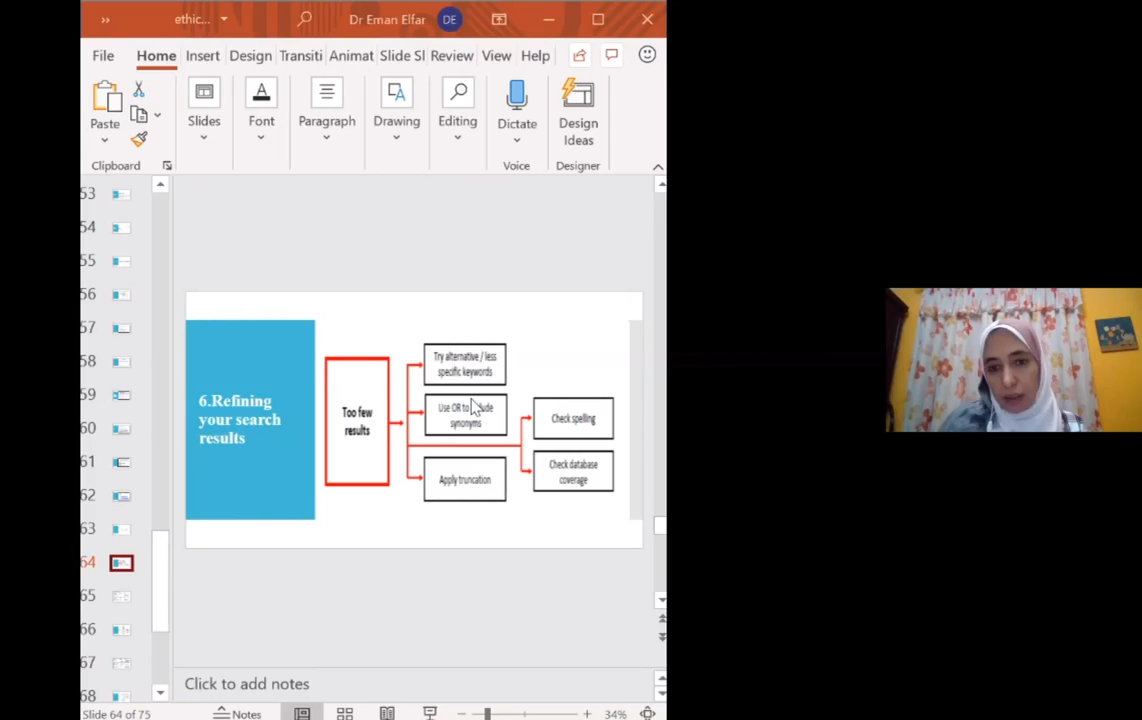 ethic...
Dr Eman Elfar
DE
File Home Insert Design Transiti Animat Slide Sl Review View Help
Paste
Slides
Font
Paragraph
Drawing
Editing
Dictate
Design
Ideas
Clipboard
Voice
Designer
53
54
55
56
57
58
59
60
61
62
63
64
65
66
67
68
6.Refining
your search
results
Too few
results
Try alternative / less
specific keywords
Use OR to
synonyms
Apply truncation
Check spelling
Check database
coverage
Click to add notes
Slide 64 of 75
Notes
34%